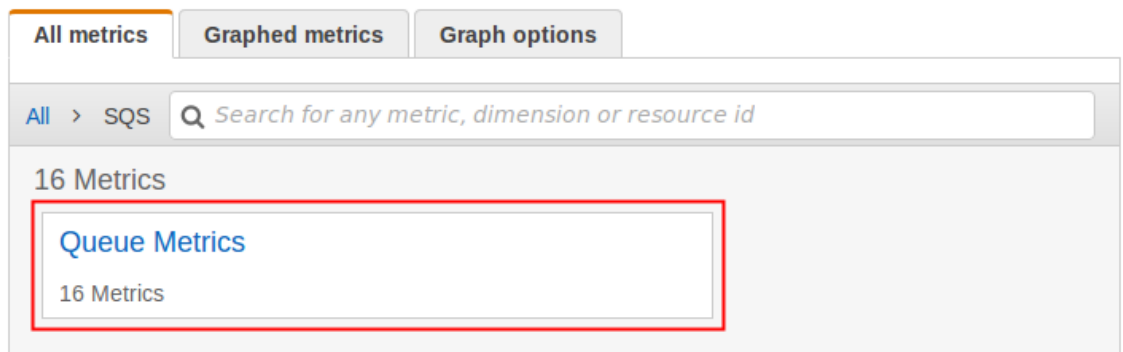 All metrics Graphed metrics Graph options
All > SQS Search for any metric, dimension or resource id
16 Metrics
Queue Metrics
16 Metrics